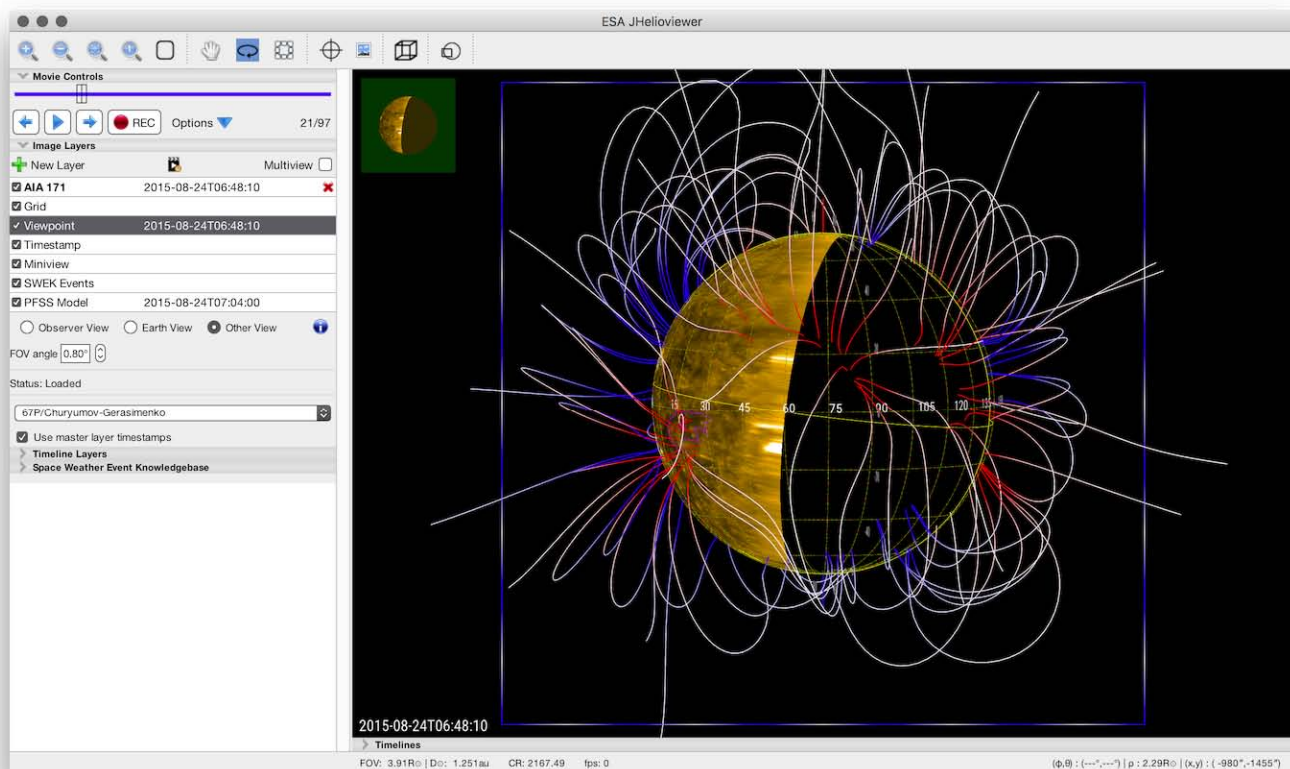 ESA JHelioviewer
Movie Controls
REC Options 21/97
Image Layers
New Layer Multiview
AIA 171 2015-08-24T06:48:10
Grid
Viewpoint 2015-08-24T06:48:10
Timestamp
Miniview
SWEK Events
PFSS Model 2015-08-24T07:04:00
Observer View Earth View Other View
FOV angle 0.80°
Status: Loaded
67P/Churyumov-Gerasimenko
Use master layer timestamps
Timeline Layers
Space Weather Event Knowledgebase
15 30 45 60 75 90 105 120 135
2015-08-24T06:48:10
Timelines
FOV: 3.91R☉ | D☉: 1.251au CR: 2167.49 fps: 0 (φ,θ) : (---°,---°) | ρ : 2.29R☉ | (x,y) : ( -980″,-1455″)